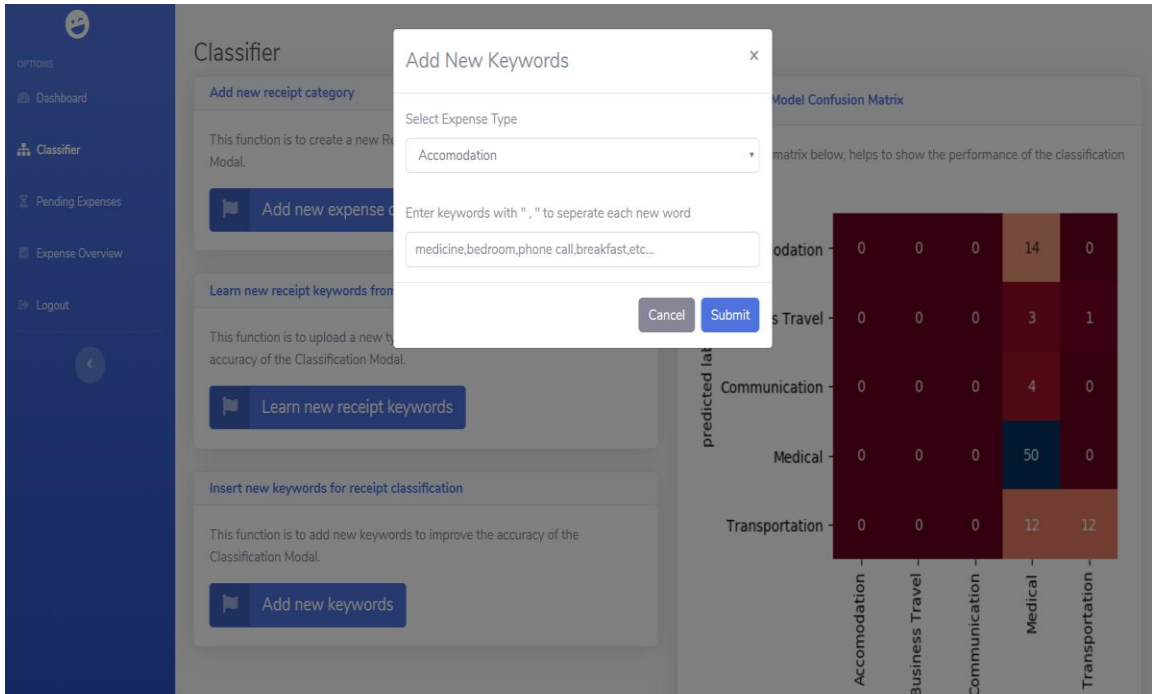 OPTIONS
Dashboard
Classifier
Pending Expenses
Expense Overview
Logout
Classifier
Add new receipt category
This function is to create a new
Modal.
Add new expense
Learn new receipt keywords from
This function is to upload a new
accuracy of the Classification Modal.
Learn new receipt keywords
Insert new keywords for receipt classification
This function is to add new keywords to improve the accuracy of the
Classification Modal.
Add new keywords
Add New Keywords
x
Select Expense Type
Accomodation
Enter keywords with " , " to seperate each new word
medicine,bedroom,phone call,breakfast,etc...
Cancel
Submit
Model Confusion Matrix
matrix below, helps to show the performance of the classification
predicted
odation 0 0 0 14 0
s Travel 0 0 0 3 1
Communication 0 0 0 4 0
Medical 0 0 0 50 0
Transportation 0 0 0 12 12
Accomodation
Business Travel
Communication
Medical
Transportation